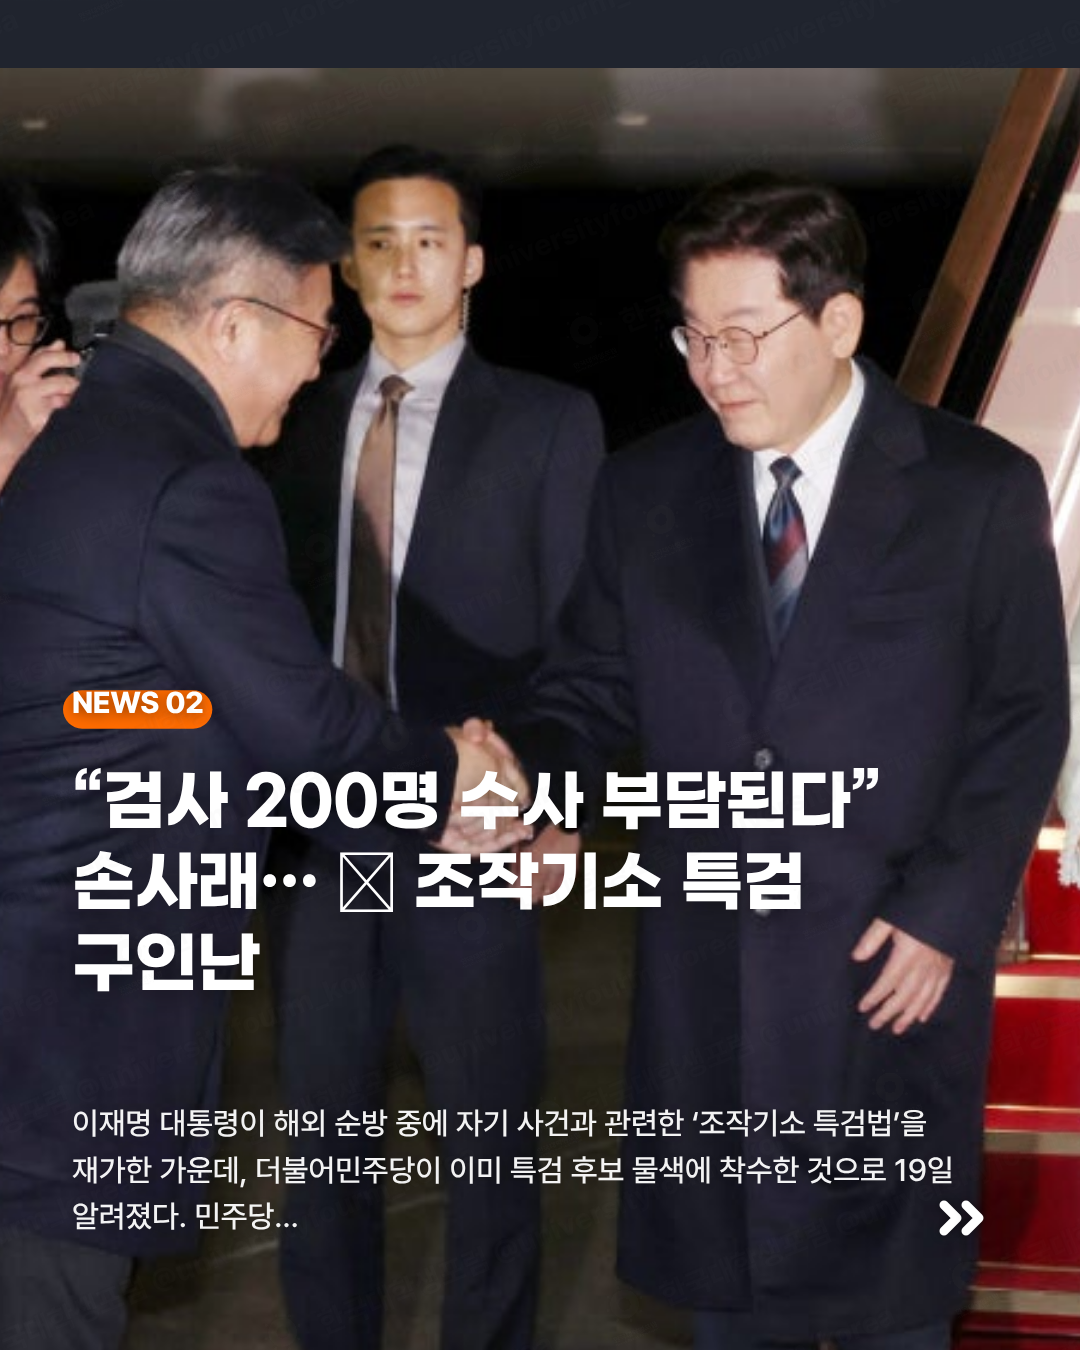 NEWS 02
“검사 200명 수사 부담된다”
손사래… 조작기소 특검
구인난
이재명 대통령이 해외 순방 중에 자기 사건과 관련한 ‘조작기소 특검법’을
재가한 가운데, 더불어민주당이 이미 특검 후보 물색에 착수한 것으로 19일
알려졌다. 민주당...